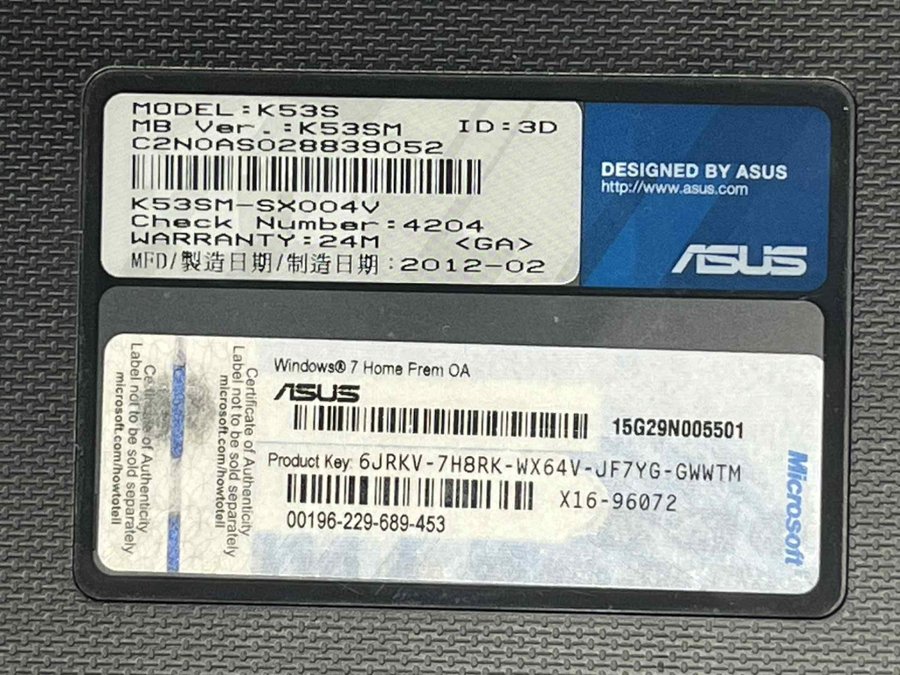 MODEL:K53S
MB Ver.:K53SM ID:3D
C2N0AS028839052
K53SM-SX004V
Check Number:4204
WARRANTY:24M <GA>
MFD/製造日期/制造日期:2012-02
DESIGNED BY ASUS
http://www.asus.com
ASUS
Certificate of Authenticity
Label not to be sold separately
microsoft.com/howtotell
Certificate of Authenticity
Label not to be sold separately
microsoft.com/howtotell
Windows® 7 Home Prem OA
ASUS
15G29N005501
Product Key: 6JRKV-7H8RK-WX64V-JF7YG-GWWTM
X16-96072
00196-229-689-453
Microsoft